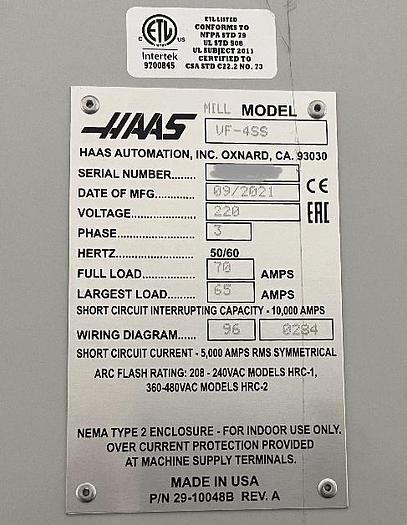 ETL LISTED
CONFORMS TO
NFPA STD 79
UL STD 508
UL SUBJECT 2011
CERTIFIED TO
CSA STD C22.2 NO. 73
ETL
C US
Intertek
9700845
HAAS MILL MODEL
VF-4SS
HAAS AUTOMATION, INC. OXNARD, CA. 93030
SERIAL NUMBER
DATE OF MFG. 09/2021 CE
VOLTAGE 220 EAC
PHASE 3
HERTZ 50/60
FULL LOAD 70 AMPS
LARGEST LOAD 65 AMPS
SHORT CIRCUIT INTERRUPTING CAPACITY - 10,000 AMPS
WIRING DIAGRAM 96 0284
SHORT CIRCUIT CURRENT - 5,000 AMPS RMS SYMMETRICAL
ARC FLASH RATING: 208 - 240VAC MODELS HRC-1,
360-480VAC MODELS HRC-2
NEMA TYPE 2 ENCLOSURE - FOR INDOOR USE ONLY.
OVER CURRENT PROTECTION PROVIDED
AT MACHINE SUPPLY TERMINALS.
MADE IN USA
P/N 29-10048B REV. A